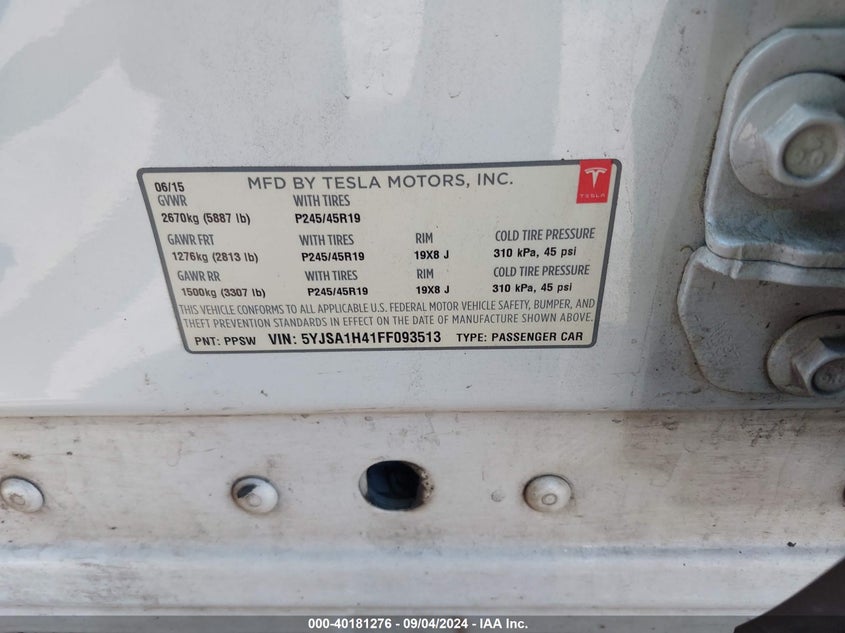 06/15 MFD BY TESLA MOTORS, INC.
GVWR WITH TIRES
TESLA
2670kg (5887 lb) P245/45R19
GAWR FRT WITH TIRES RIM COLD TIRE PRESSURE
1276kg (2813 lb) P245/45R19 19X8 J 310 kPa, 45 psi
GAWR RR WITH TIRES RIM COLD TIRE PRESSURE
1500kg (3307 lb) P245/45R19 19X8 J 310 kPa, 45 psi
THIS VEHICLE CONFORMS TO ALL APPLICABLE U.S. FEDERAL MOTOR VEHICLE SAFETY, BUMPER, AND
THEFT PREVENTION STANDARDS IN EFFECT ON THE DATE OF MANUFACTURE SHOWN ABOVE.
PNT: PPSW VIN: 5YJSA1H41FF093513 TYPE: PASSENGER CAR
000-40181276 - 09/04/2024 - IAA Inc.